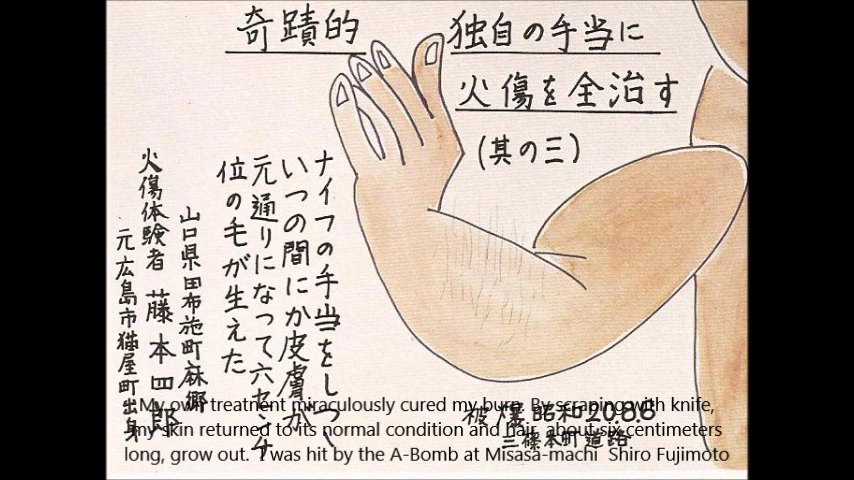 奇蹟的 独自の手当に
火傷を全治す
(其の三)
ナイフの手当をしつゝ
いつの間にか皮膚が
元通りになって六センチ
位の毛が生えた
山口県田布施町麻郷
火傷体験者 藤本四郎
元広島市猫屋町出身
被爆昭和20.8.6
三篠本町道路
My own treatment miraculously cured my burn. By scraping with knife,
my skin returned to its normal condition and hair, about six centimeters
long, grow out. I was hit by the A-Bomb at Misasa-machi Shiro Fujimoto